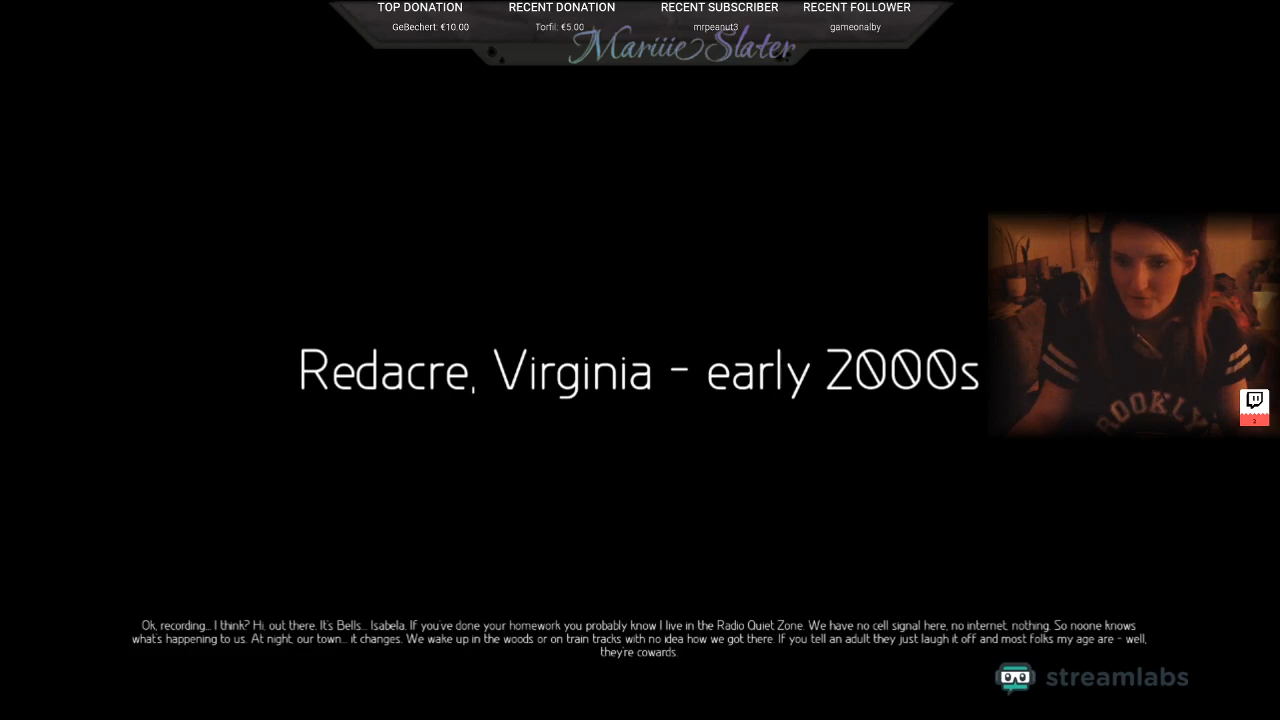 TOP DONATION RECENT DONATION RECENT SUBSCRIBER RECENT FOLLOWER
GeBechert: €10.00 Torfil: €5.00 mrpeanut3 gameonalby
MariiieSlater
Redacre, Virginia - early 2000s
ROOKLY
3
Ok, recording... I think? Hi, out there. It's Bells... Isabela. If you've done your homework you probably know I live in the Radio Quiet Zone. We have no cell signal here, no internet, nothing. So noone knows
what's happening to us. At night, our town... it changes. We wake up in the woods or on train tracks with no idea how we got there. If you tell an adult they just laugh it off and most folks my age are - well,
they're cowards.
streamlabs